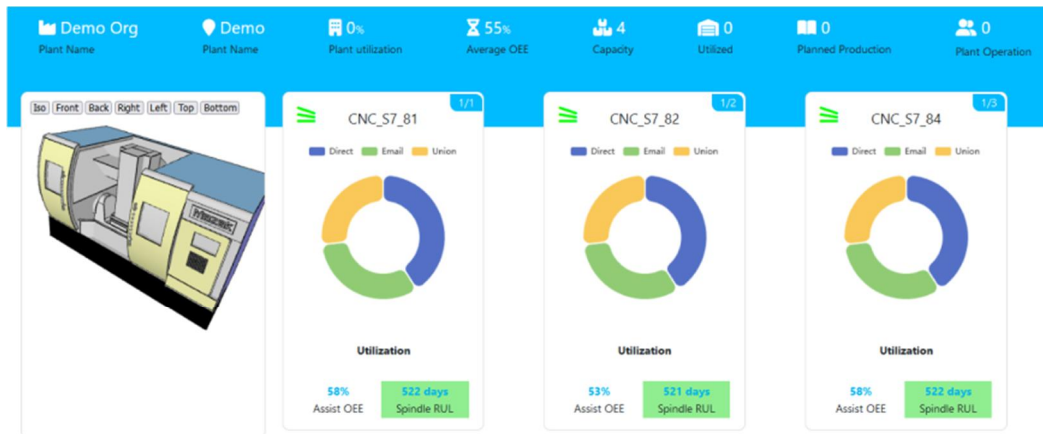 Demo Org
Plant Name
Demo
Plant Name
0%
Plant utilization
55%
Average OEE
4
Capacity
0
Utilized
0
Planned Production
0
Plant Operation
Iso Front Back Right Left Top Bottom
1/1
CNC_S7_81
Direct Email Union
Utilization
58%
Assist OEE
522 days
Spindle RUL
1/2
CNC_S7_82
Direct Email Union
Utilization
53%
Assist OEE
521 days
Spindle RUL
1/3
CNC_S7_84
Direct Email Union
Utilization
58%
Assist OEE
522 days
Spindle RUL